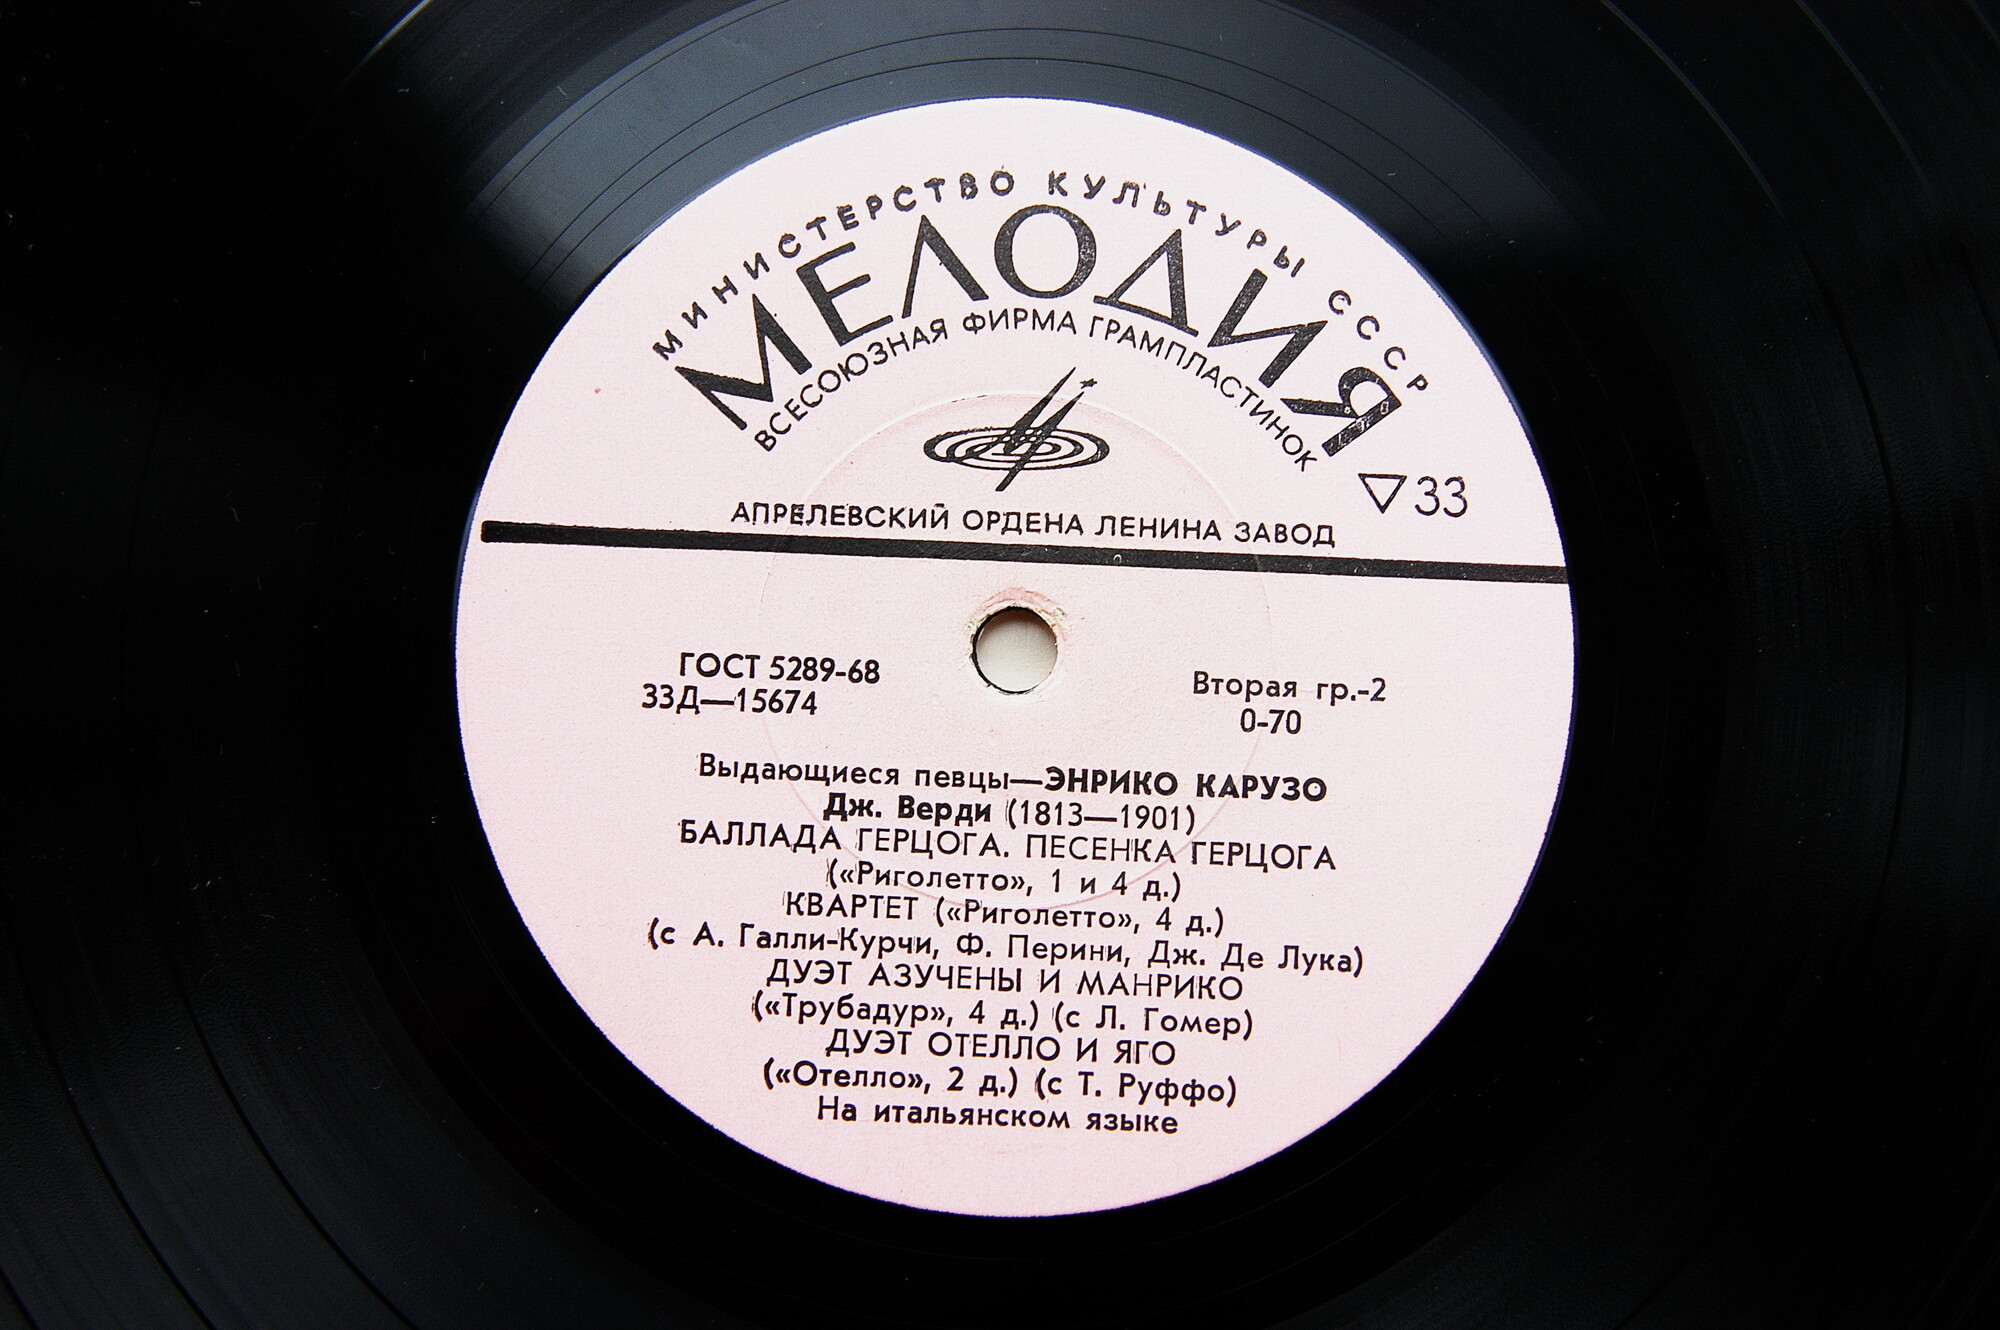 МИНИСТЕРСТВО КУЛЬТУРЫ СССР
МЕЛОДИЯ
ВСЕСОЮЗНАЯ ФИРМА ГРАМПЛАСТИНОК
▽33
АПРЕЛЕВСКИЙ ОРДЕНА ЛЕНИНА ЗАВОД
ГОСТ 5289-68
33Д—15674
Вторая гр.-2
0-70
Выдающиеся певцы—ЭНРИКО КАРУЗО
Дж. Верди (1813—1901)
БАЛЛАДА ГЕРЦОГА. ПЕСЕНКА ГЕРЦОГА
(«Риголетто», 1 и 4 д.)
КВАРТЕТ («Риголетто», 4 д.)
(с А. Галли-Курчи, Ф. Перини, Дж. Де Лука)
ДУЭТ АЗУЧЕНЫ И МАНРИКО
(«Трубадур», 4 д.) (с Л. Гомер)
ДУЭТ ОТЕЛЛО И ЯГО
(«Отелло», 2 д.) (с Т. Руффо)
На итальянском языке